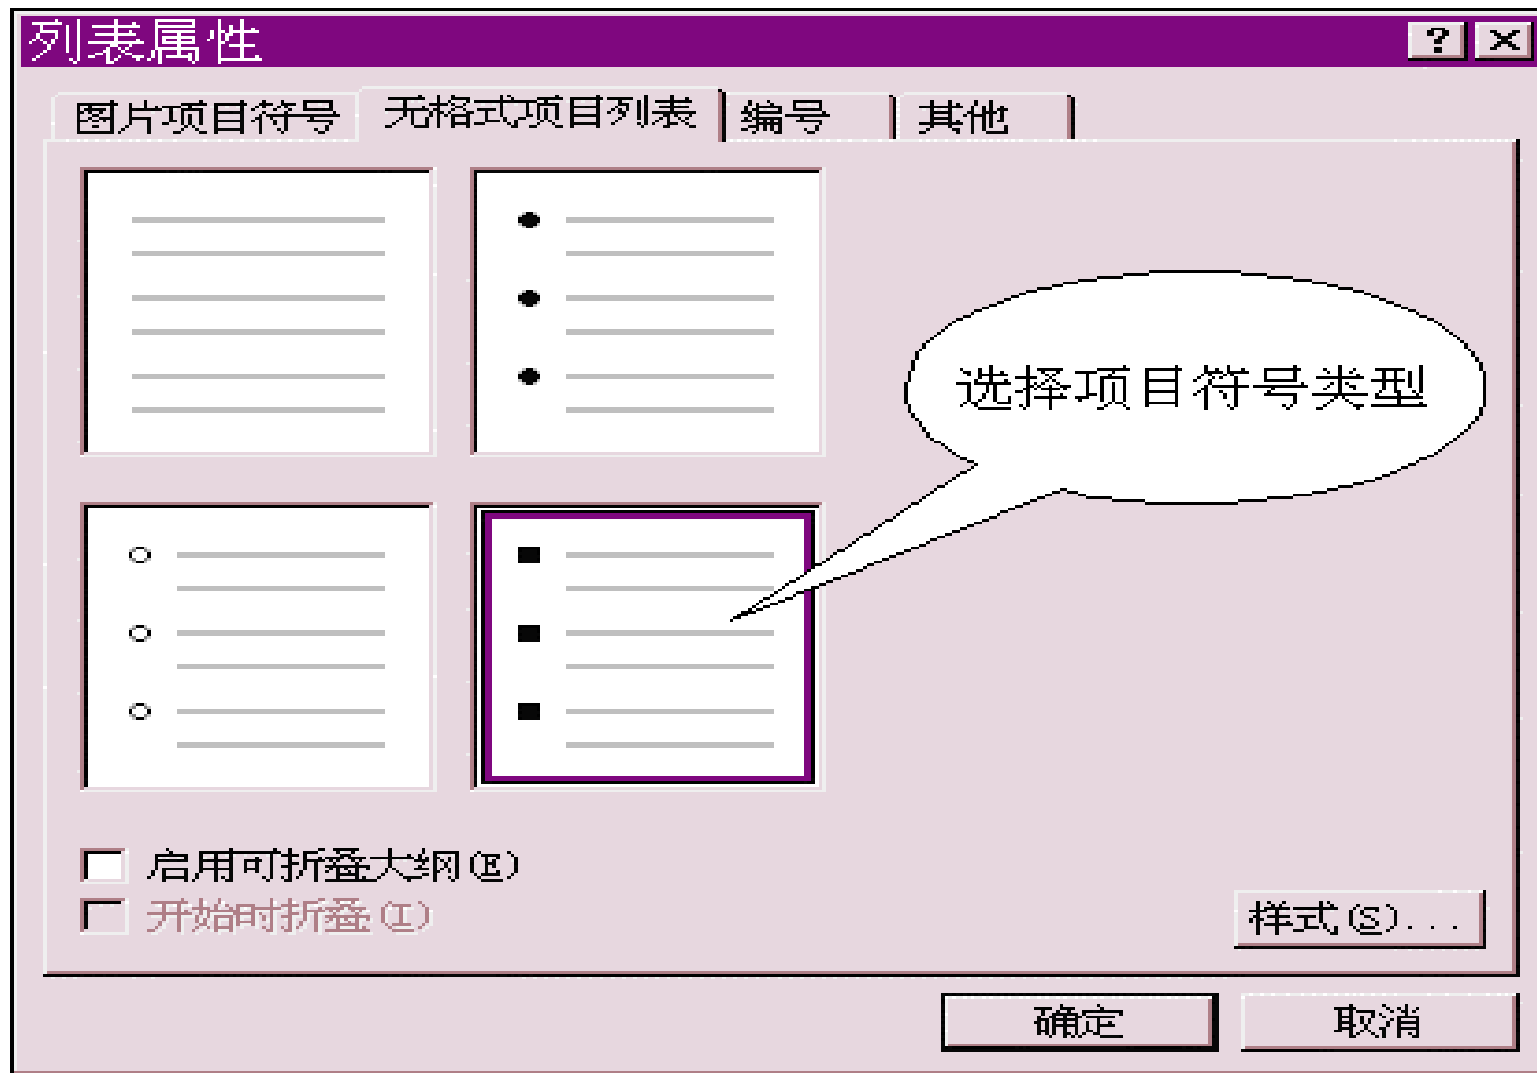 列表属性
图片项目符号 无格式项目列表 编号 其他
选择项目符号类型
启用可折叠大纲(E)
开始时折叠(I)
样式(S)...
确定 取消